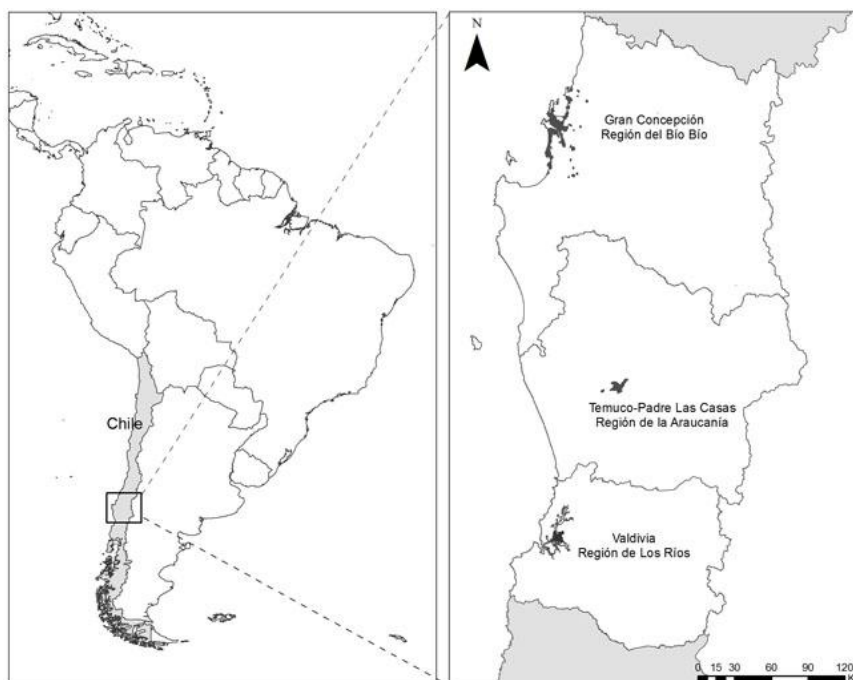 Chile
N
Gran Concepción
Región del Bío Bío
Temuco-Padre Las Casas
Región de la Araucanía
Valdivia
Región de Los Ríos
0 15 30 60 90 120